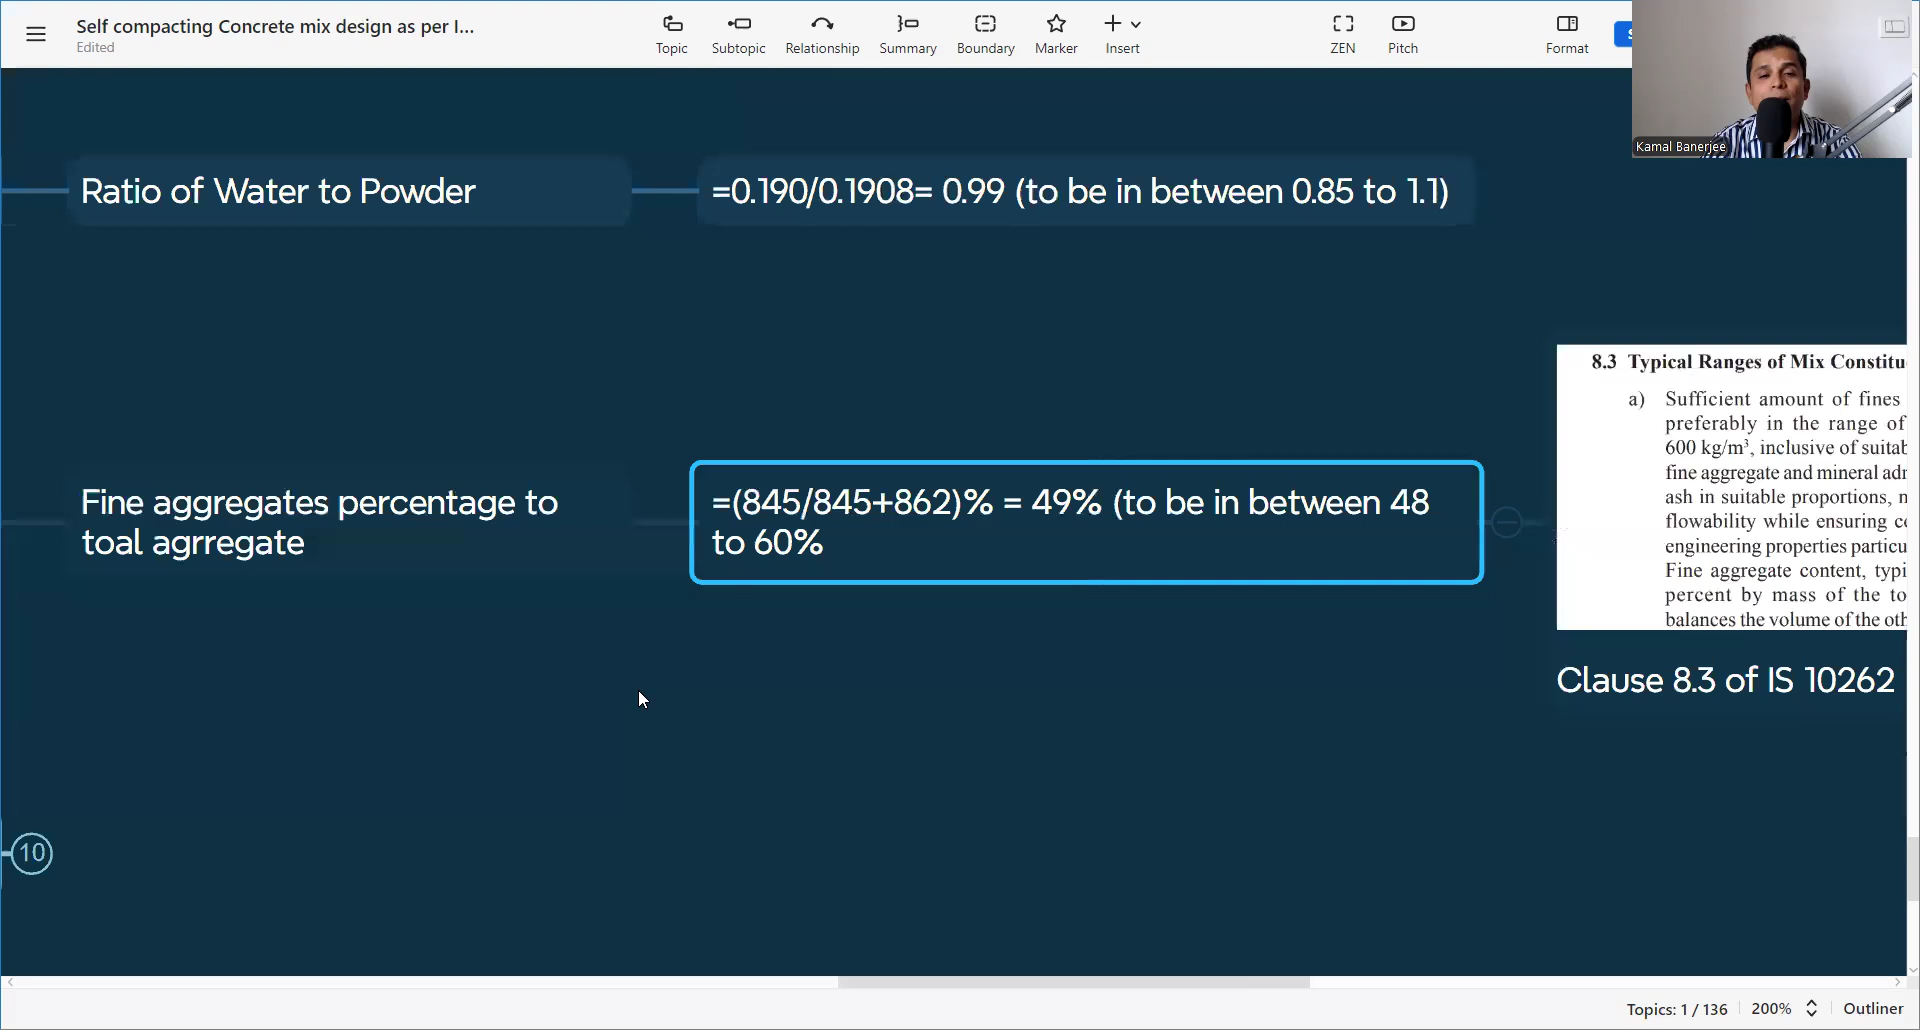 Self compacting Concrete mix design as per I...
Edited
Topic
Subtopic
Relationship
Summary
Boundary
Marker
Insert
ZEN
Pitch
Format
Kamal Banerjee
Ratio of Water to Powder
=0.190/0.1908= 0.99 (to be in between 0.85 to 1.1)
Fine aggregates percentage to
toal agrregate
=(845/845+862)% = 49% (to be in between 48
to 60%
8.3 Typical Ranges of Mix Constitu
a) Sufficient amount of fines
preferably in the range of
600 kg/m³, inclusive of suitab
fine aggregate and mineral adr
ash in suitable proportions, n
flowability while ensuring co
engineering properties particu
Fine aggregate content, typi
percent by mass of the to
balances the volume of the oth
Clause 8.3 of IS 10262
10
Topics: 1 / 136
200%
Outliner